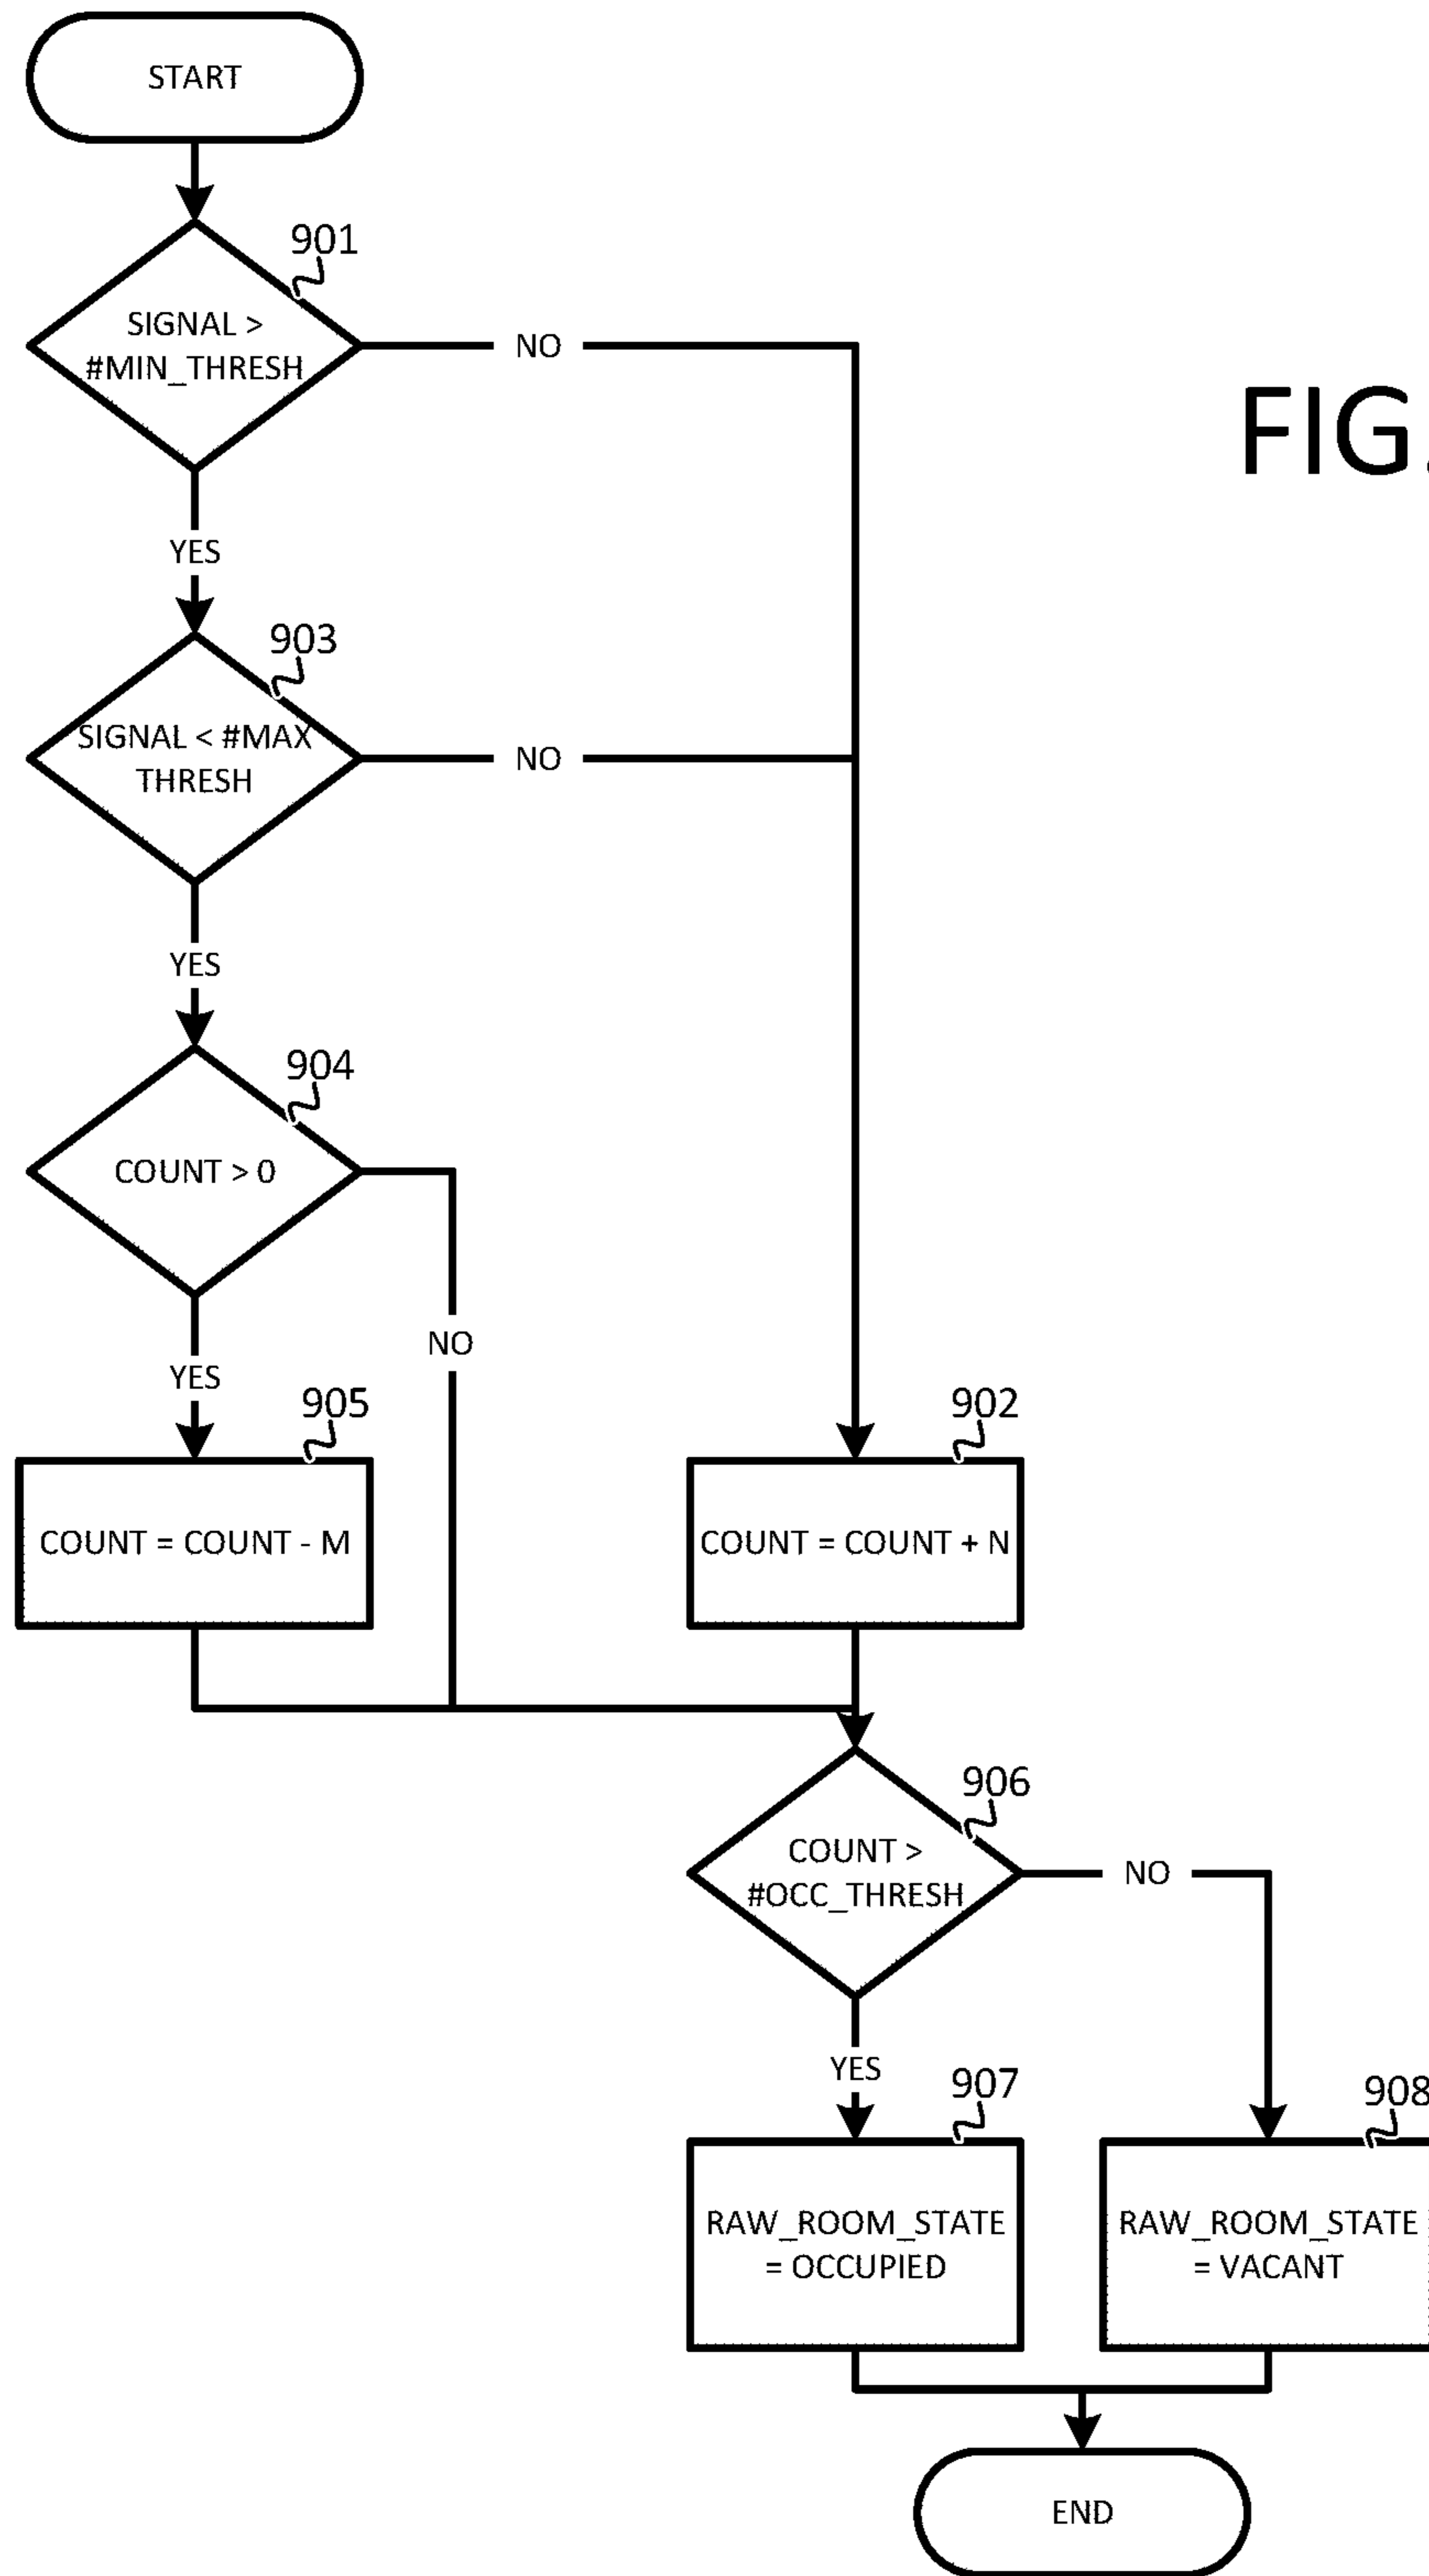 START
901
SIGNAL >
#MIN_THRESH
NO
FIG.
YES
903
SIGNAL < #MAX
THRESH
NO
YES
904
COUNT > 0
NO
YES
905
COUNT = COUNT - M
902
COUNT = COUNT + N
906
COUNT >
#OCC_THRESH
NO
YES
907
RAW_ROOM_STATE
= OCCUPIED
908
RAW_ROOM_STATE
= VACANT
END